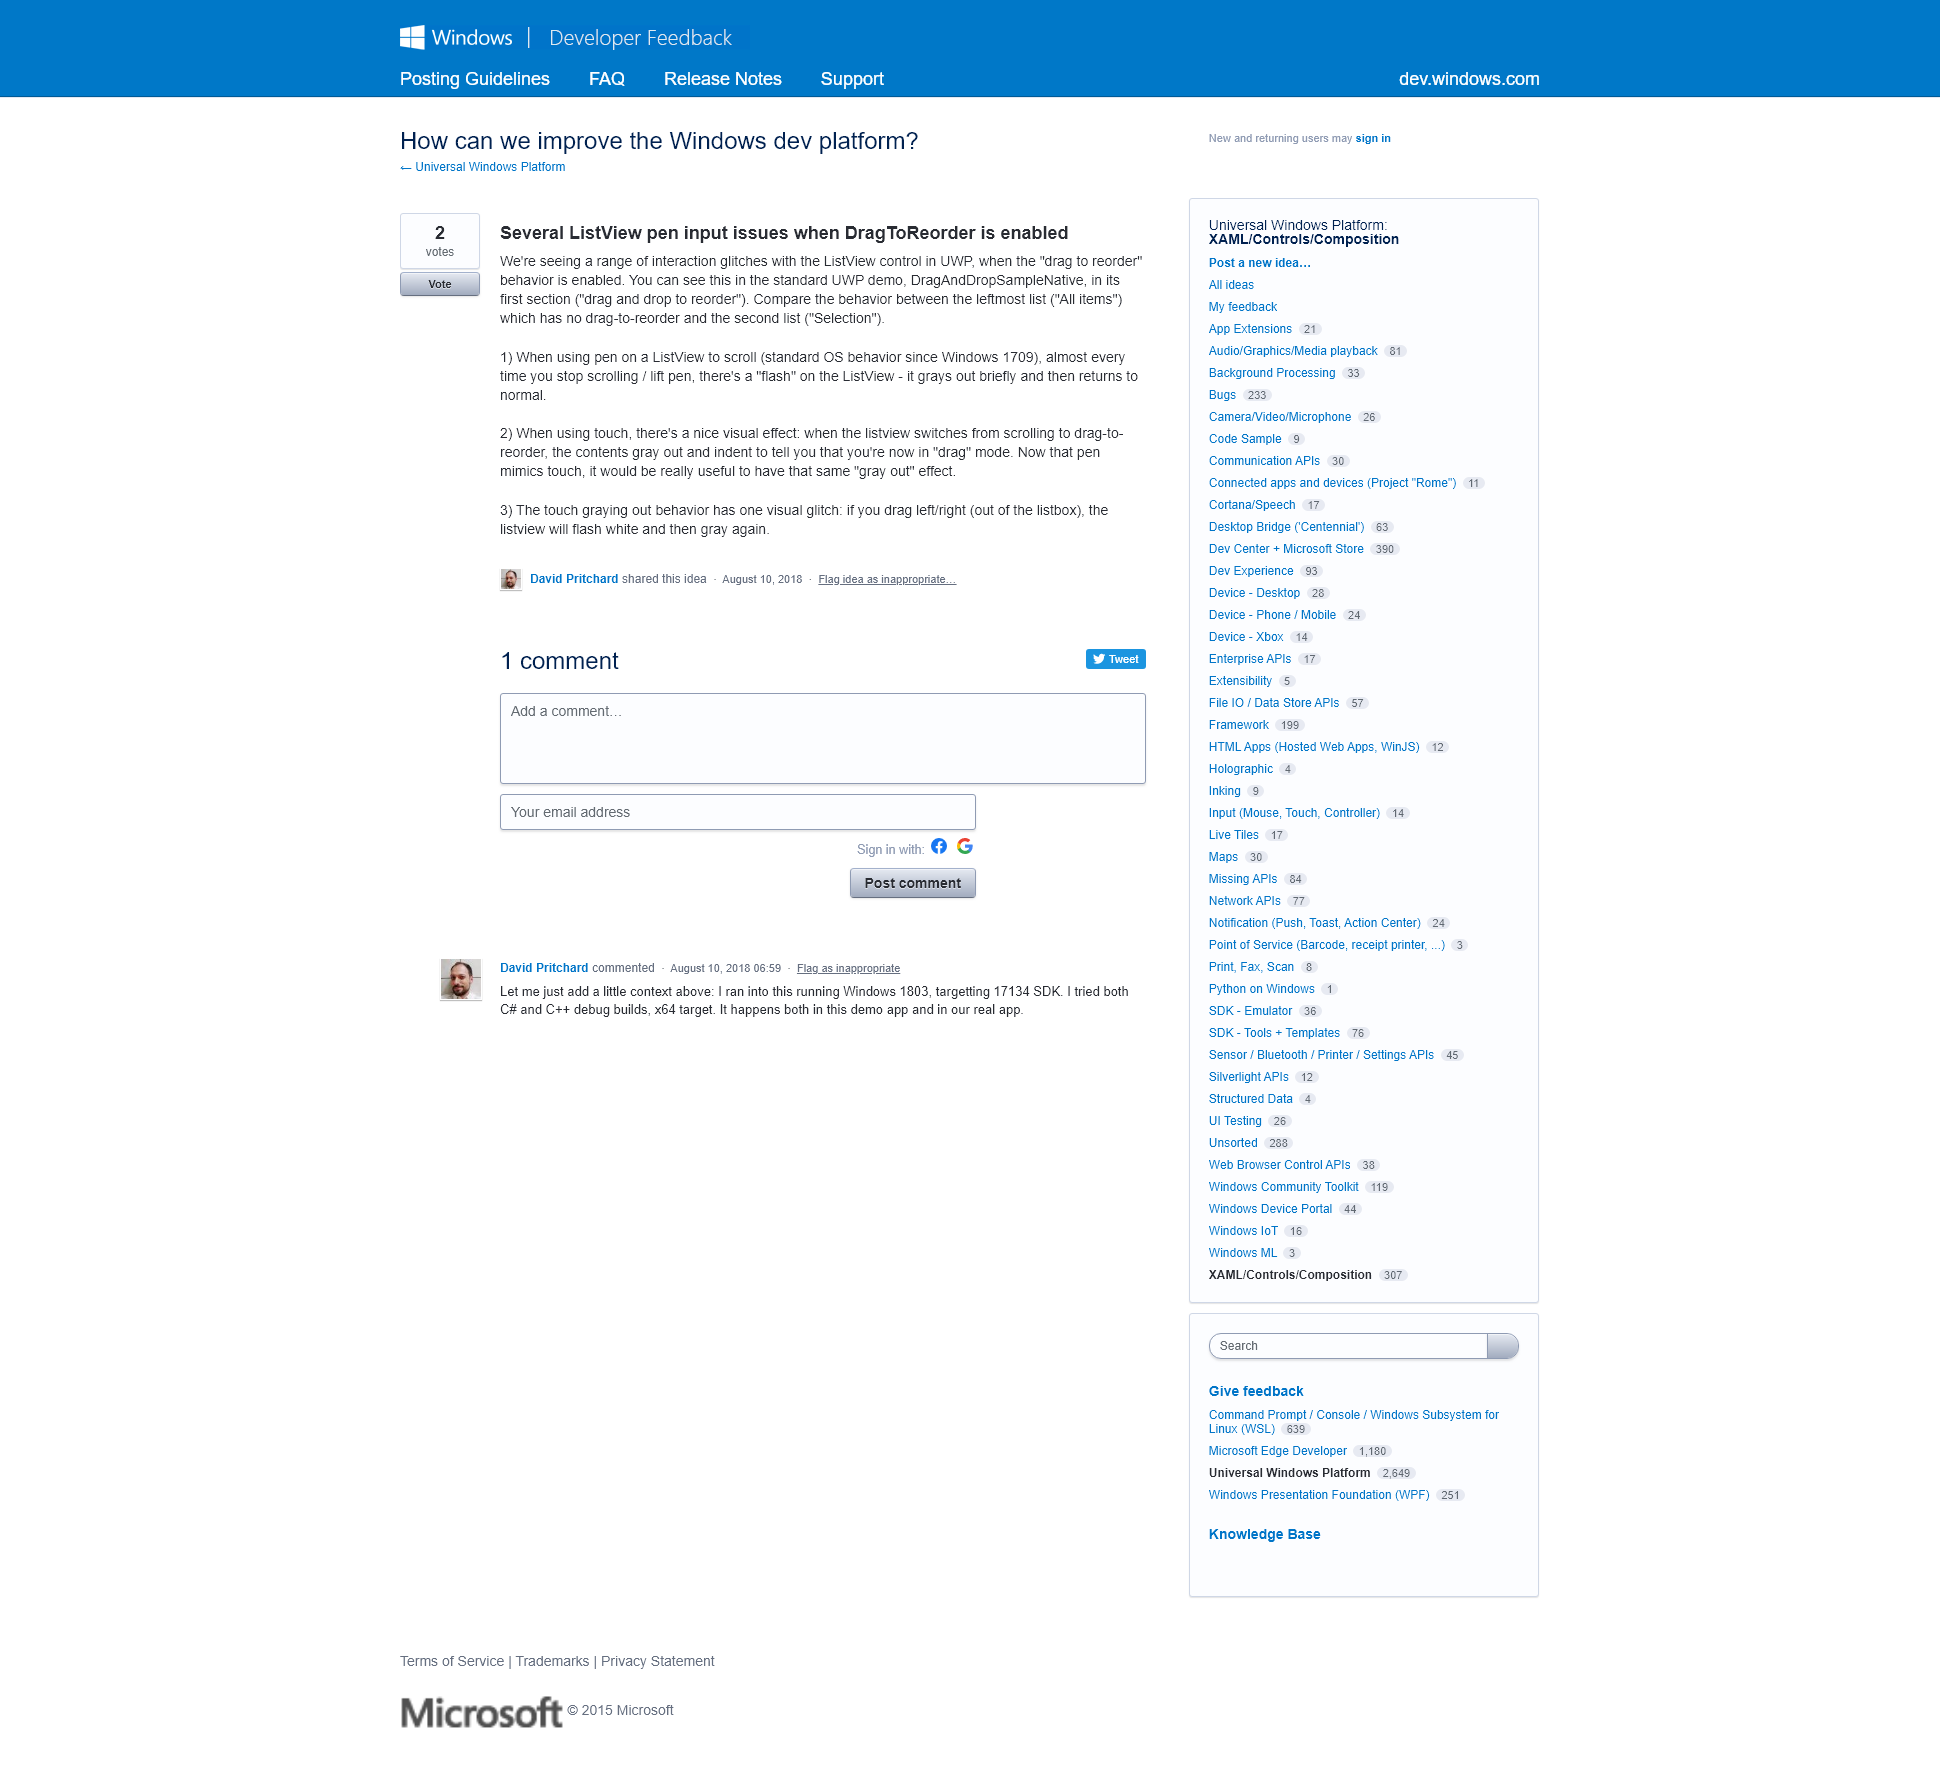 Windows | Developer Feedback
Posting Guidelines FAQ Release Notes Support dev.windows.com
How can we improve the Windows dev platform?
← Universal Windows Platform
New and returning users may sign in
2
votes
Vote
Several ListView pen input issues when DragToReorder is enabled
We're seeing a range of interaction glitches with the ListView control in UWP, when the "drag to reorder"
behavior is enabled. You can see this in the standard UWP demo, DragAndDropSampleNative, in its
first section ("drag and drop to reorder"). Compare the behavior between the leftmost list ("All items")
which has no drag-to-reorder and the second list ("Selection").
1) When using pen on a ListView to scroll (standard OS behavior since Windows 1709), almost every
time you stop scrolling / lift pen, there's a "flash" on the ListView - it grays out briefly and then returns to
normal.
2) When using touch, there's a nice visual effect: when the listview switches from scrolling to drag-to-
reorder, the contents gray out and indent to tell you that you're now in "drag" mode. Now that pen
mimics touch, it would be really useful to have that same "gray out" effect.
3) The touch graying out behavior has one visual glitch: if you drag left/right (out of the listbox), the
listview will flash white and then gray again.
David Pritchard shared this idea · August 10, 2018 · Flag idea as inappropriate…
1 comment
Tweet
Add a comment…
Your email address
Sign in with:
Post comment
David Pritchard commented · August 10, 2018 06:59 · Flag as inappropriate
Let me just add a little context above: I ran into this running Windows 1803, targetting 17134 SDK. I tried both
C# and C++ debug builds, x64 target. It happens both in this demo app and in our real app.
Universal Windows Platform:
XAML/Controls/Composition
Post a new idea…
All ideas
My feedback
App Extensions 21
Audio/Graphics/Media playback 81
Background Processing 33
Bugs 233
Camera/Video/Microphone 26
Code Sample 9
Communication APIs 30
Connected apps and devices (Project "Rome") 11
Cortana/Speech 17
Desktop Bridge ('Centennial') 63
Dev Center + Microsoft Store 390
Dev Experience 93
Device - Desktop 28
Device - Phone / Mobile 24
Device - Xbox 14
Enterprise APIs 17
Extensibility 5
File IO / Data Store APIs 57
Framework 199
HTML Apps (Hosted Web Apps, WinJS) 12
Holographic 4
Inking 9
Input (Mouse, Touch, Controller) 14
Live Tiles 17
Maps 30
Missing APIs 84
Network APIs 77
Notification (Push, Toast, Action Center) 24
Point of Service (Barcode, receipt printer, ...) 3
Print, Fax, Scan 8
Python on Windows 1
SDK - Emulator 36
SDK - Tools + Templates 76
Sensor / Bluetooth / Printer / Settings APIs 45
Silverlight APIs 12
Structured Data 4
UI Testing 26
Unsorted 288
Web Browser Control APIs 38
Windows Community Toolkit 119
Windows Device Portal 44
Windows IoT 16
Windows ML 3
XAML/Controls/Composition 307
Search
Give feedback
Command Prompt / Console / Windows Subsystem for
Linux (WSL) 639
Microsoft Edge Developer 1,180
Universal Windows Platform 2,649
Windows Presentation Foundation (WPF) 251
Knowledge Base
Terms of Service | Trademarks | Privacy Statement
Microsoft © 2015 Microsoft